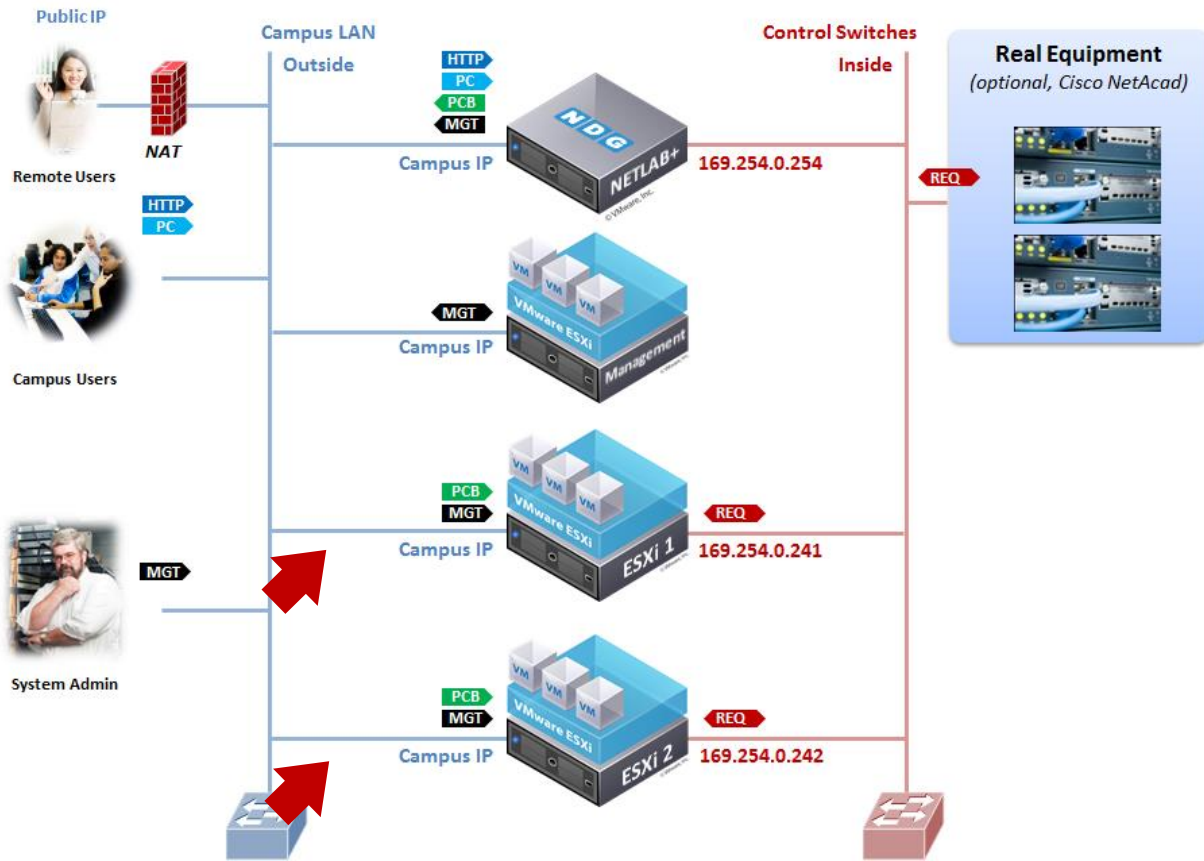 Public IP
Campus LAN
Outside
Control Switches
Inside
Real Equipment
(optional, Cisco NetAcad)
HTTP
PC
PCB
MGT
NDG
NETLAB+
© VMware, Inc.
NAT
Remote Users
Campus IP
169.254.0.254
REQ
HTTP
PC
Campus Users
MGT
Campus IP
VM
VM
VM
VMware ESXi
Management
PCB
MGT
Campus IP
VM
VM
VM
VMware ESXi
ESXi 1
REQ
169.254.0.241
MGT
System Admin
PCB
MGT
Campus IP
VM
VM
VM
VMware ESXi
ESXi 2
REQ
169.254.0.242